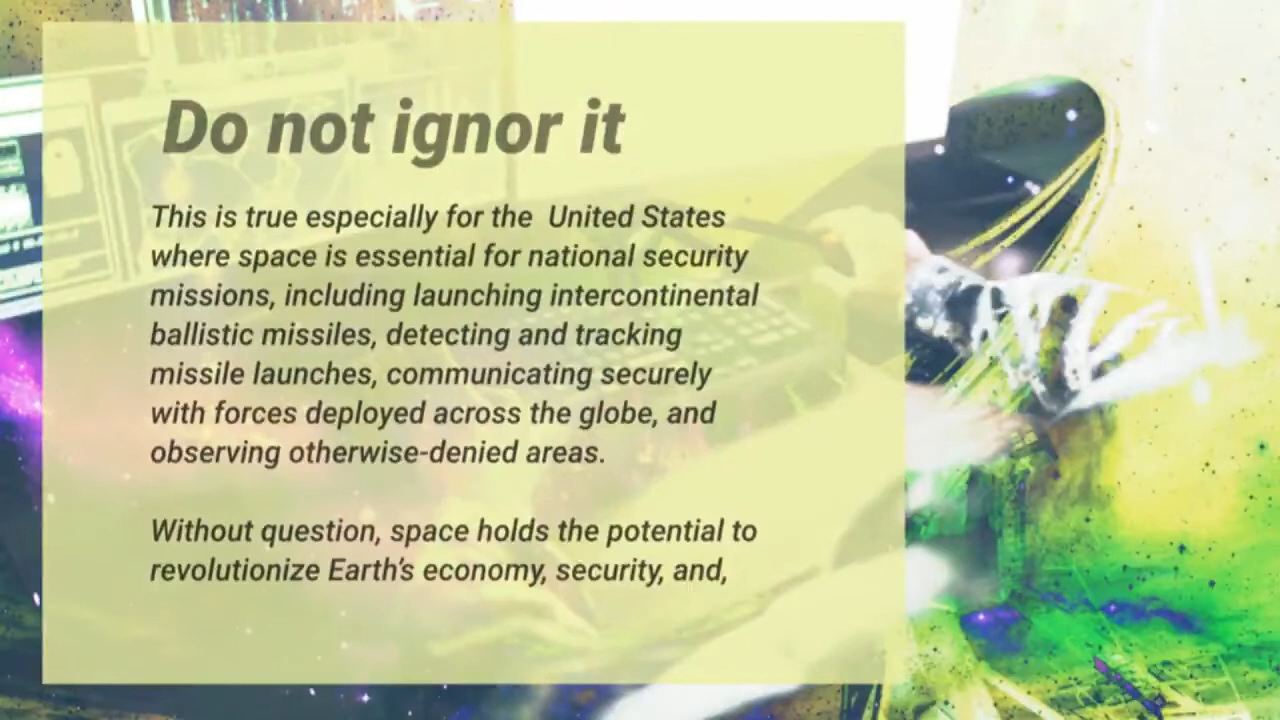 Do not ignor it
This is true especially for the  United States
where space is essential for national security
missions, including launching intercontinental
ballistic missiles, detecting and tracking
missile launches, communicating securely
with forces deployed across the globe, and
observing otherwise-denied areas.
Without question, space holds the potential to
revolutionize Earth’s economy, security, and,